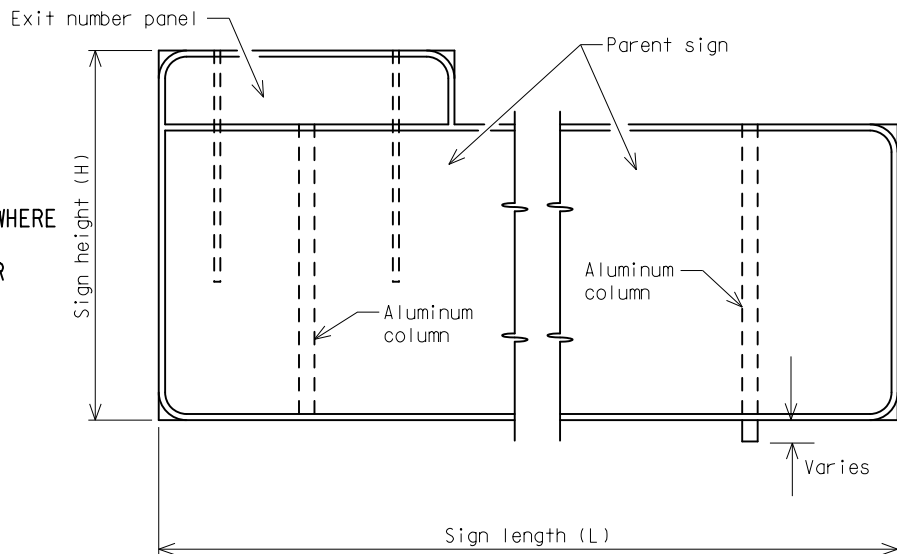 Exit number panel
Parent sign
Sign height (H)
WHERE
R
Aluminum
column
Aluminum
column
Varies
Sign length (L)